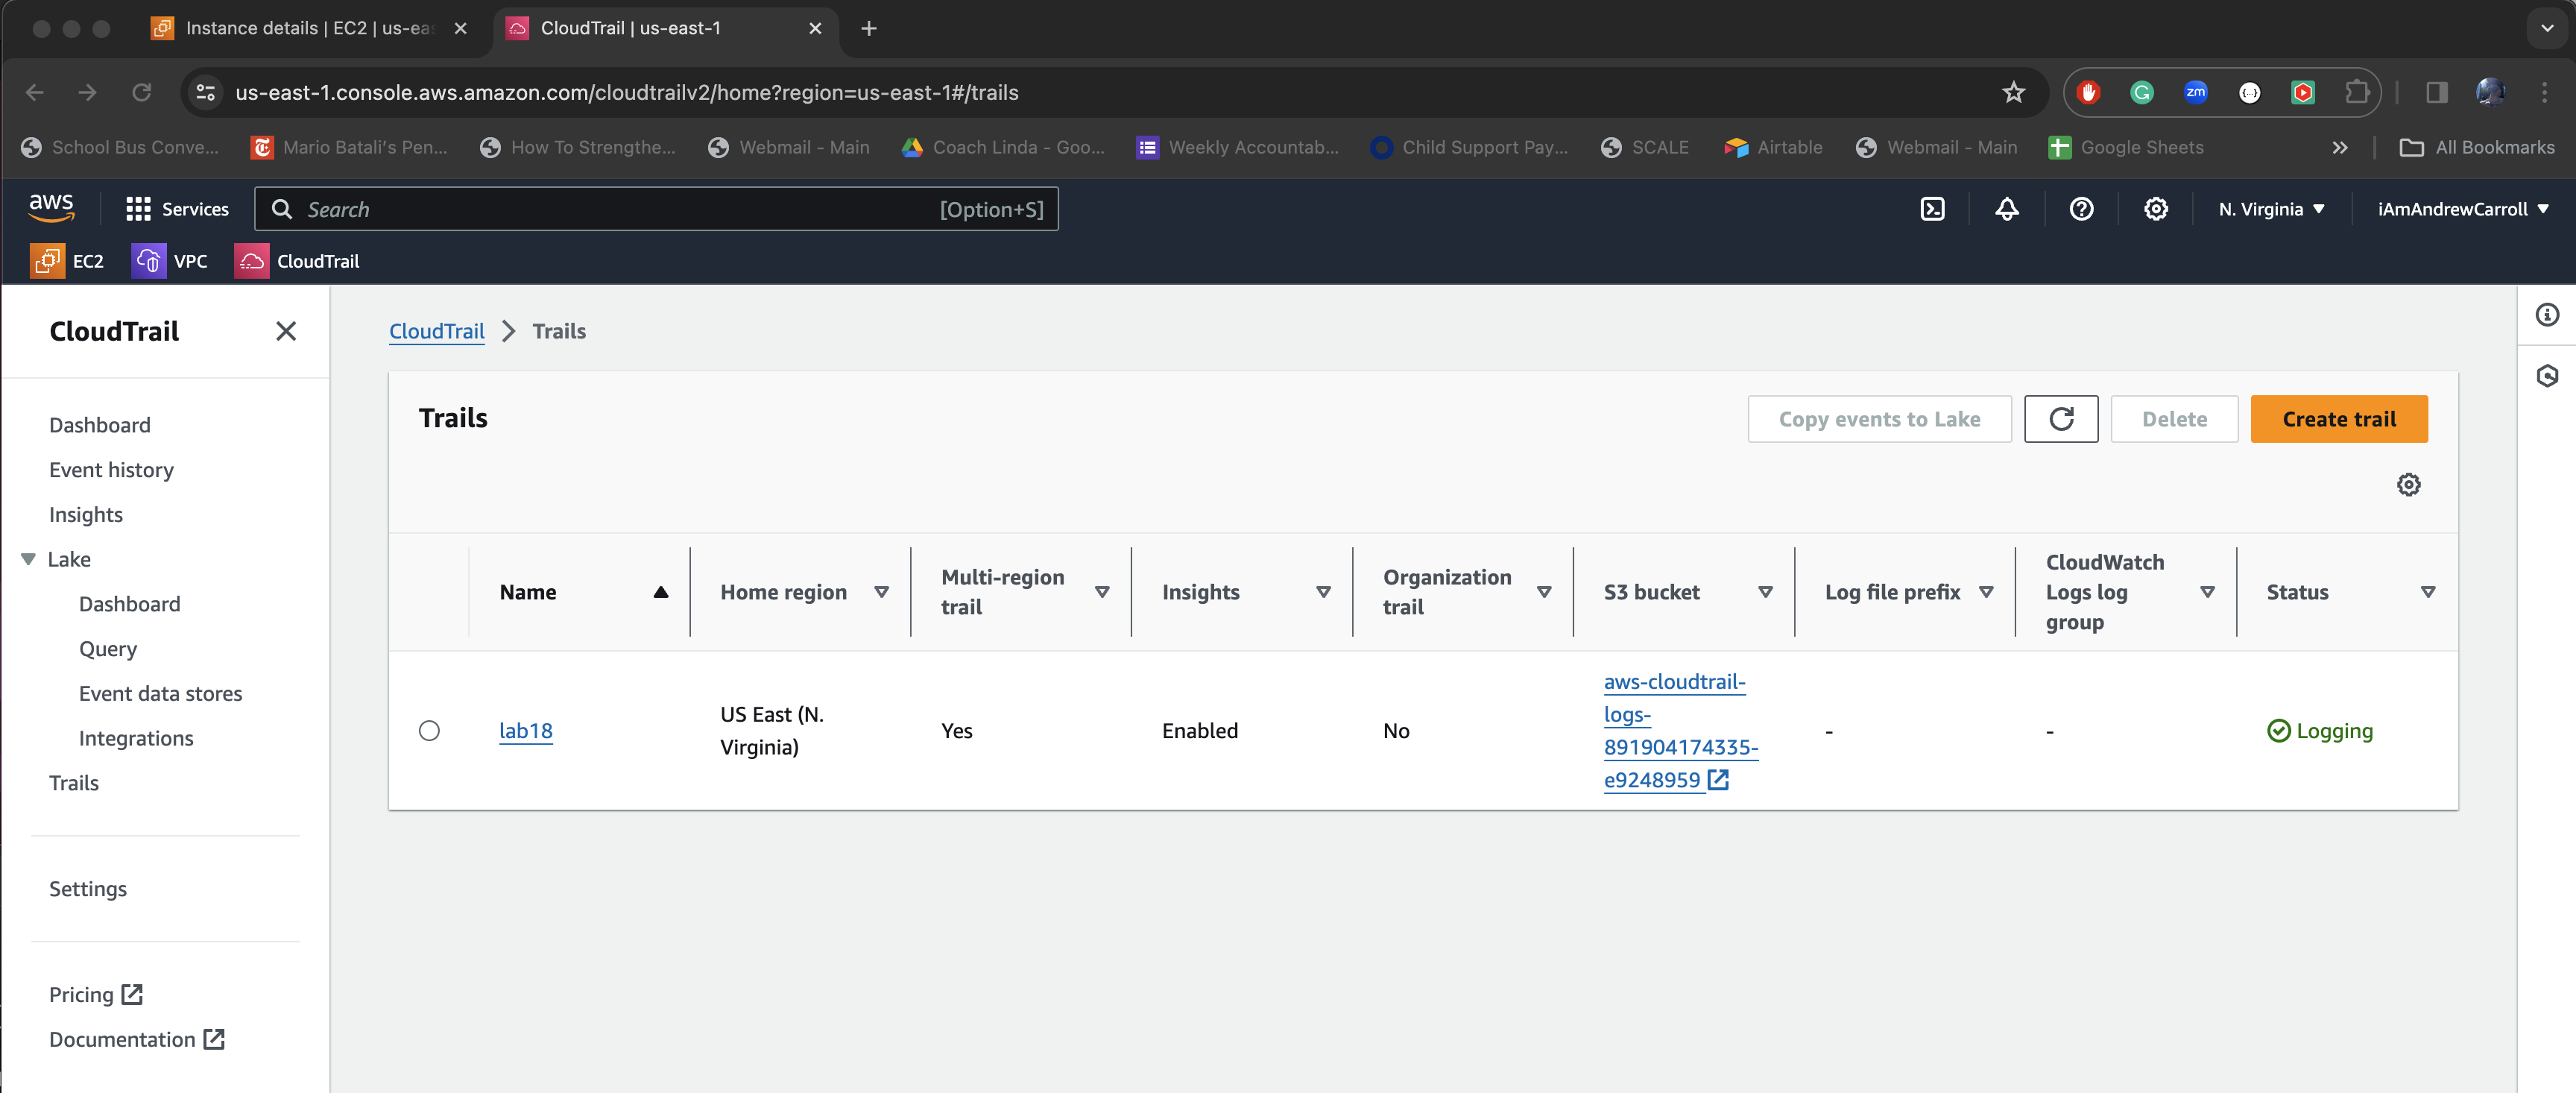 Instance details | EC2 | us-eas
CloudTrail | us-east-1
us-east-1.console.aws.amazon.com/cloudtrailv2/home?region=us-east-1#/trails
zm
School Bus Conve...
Mario Batali's Pen...
How To Strengthe...
Webmail - Main
Coach Linda - Goo...
Weekly Accountab...
Child Support Pay...
SCALE
Airtable
Webmail - Main
Google Sheets
All Bookmarks
aws
Services
Search
[Option+S]
N. Virginia
iAmAndrewCarroll
EC2
VPC
CloudTrail
CloudTrail
Dashboard
Event history
Insights
Lake
Dashboard
Query
Event data stores
Integrations
Trails
Settings
Pricing
Documentation
CloudTrail
Trails
Trails
Copy events to Lake
Delete
Create trail
Name
Home region
Multi-region
trail
Insights
Organization
trail
S3 bucket
Log file prefix
CloudWatch
Logs log
group
Status
lab18
US East (N.
Virginia)
Yes
Enabled
No
aws-cloudtrail-
logs-
891904174335-
e9248959
-
-
Logging